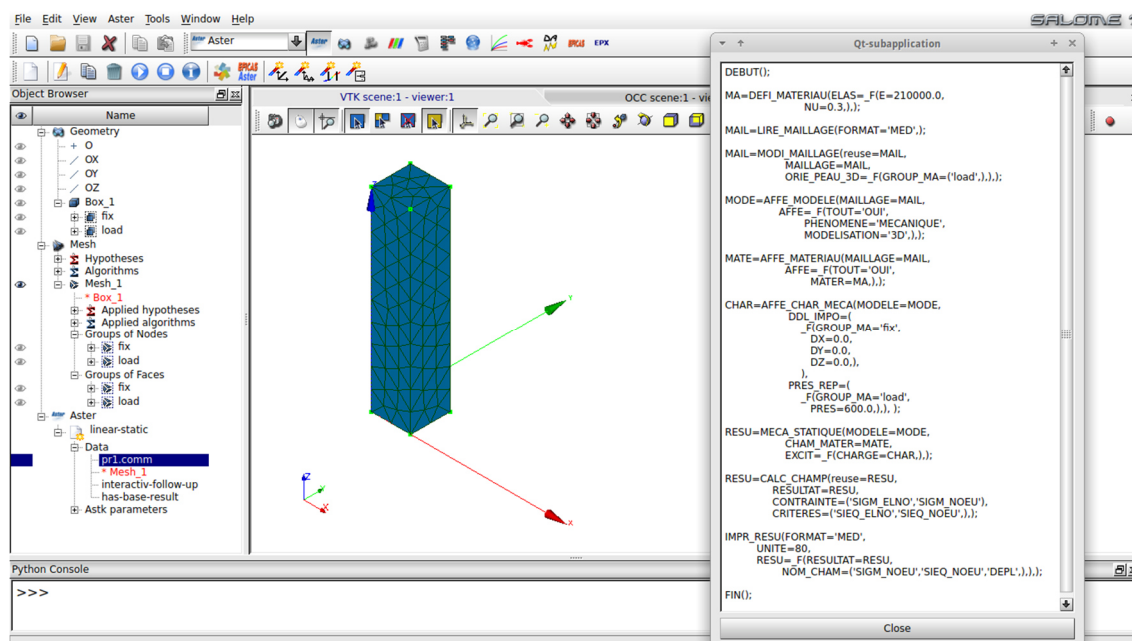 File Edit View Aster Tools Window Help
SALOME
Aster
Aster
EFICAS
EPX
EFICAS
Aster
Object Browser
Name
Geometry
O
OX
OY
OZ
Box_1
fix
load
Mesh
Hypotheses
Algorithms
Mesh_1
* Box_1
Applied hypotheses
Applied algorithms
Groups of Nodes
fix
load
Groups of Faces
fix
load
Aster
linear-static
Data
pr1.comm
* Mesh_1
interactiv-follow-up
has-base-result
Astk parameters
VTK scene:1 - viewer:1
OCC scene:1 - vie
Z
Y
X
Z
X
Python Console
>>>
Qt-subapplication
DEBUT();
MA=DEFI_MATERIAU(ELAS=_F(E=210000.0,
NU=0.3,),);
MAIL=LIRE_MAILLAGE(FORMAT='MED',);
MAIL=MODI_MAILLAGE(reuse=MAIL,
MAILLAGE=MAIL,
ORIE_PEAU_3D=_F(GROUP_MA=('load',),),);
MODE=AFFE_MODELE(MAILLAGE=MAIL,
AFFE=_F(TOUT='OUI',
PHENOMENE='MECANIQUE',
MODELISATION='3D',),);
MATE=AFFE_MATERIAU(MAILLAGE=MAIL,
AFFE=_F(TOUT='OUI',
MATER=MA,),);
CHAR=AFFE_CHAR_MECA(MODELE=MODE,
DDL_IMPO=(
_F(GROUP_MA='fix',
DX=0.0,
DY=0.0,
DZ=0.0,),
),
PRES_REP=(
_F(GROUP_MA='load',
PRES=600.0,),), );
RESU=MECA_STATIQUE(MODELE=MODE,
CHAM_MATER=MATE,
EXCIT=_F(CHARGE=CHAR,),);
RESU=CALC_CHAMP(reuse=RESU,
RESULTAT=RESU,
CONTRAINTE=('SIGM_ELNO','SIGM_NOEU'),
CRITERES=('SIEQ_ELNO','SIEQ_NOEU',),);
IMPR_RESU(FORMAT='MED',
UNITE=80,
RESU=_F(RESULTAT=RESU,
NOM_CHAM=('SIGM_NOEU','SIEQ_NOEU','DEPL',),),);
FIN();
Close